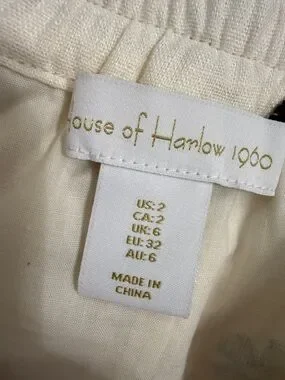 ouse of Harlow 1960
US: 2
CA: 2
UK: 6
EU: 32
AU: 6
MADE IN
CHINA